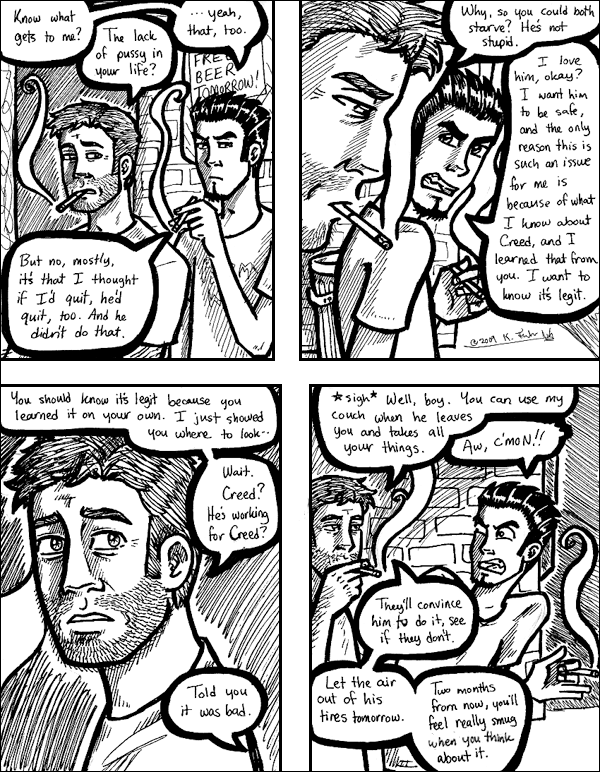 Know what
gets to me?
The lack
of pussy in
your life?
...yeah,
that, too.
FREE
BEER
TOMORROW!
But no, mostly,
it's that I thought
if I'd quit, he'd
quit, too. And he
didn't do that.
Why, so you could both
starve? He's not
stupid.
I love
him, okay?
I want him
to be safe,
and the only
reason this is
such an issue
for me is
because of what
I know about
Creed, and I
learned that from
you. I want to
know it's legit.
©2009 K.
You should know it's legit because you
learned it on your own. I just showed
you where to look--
Wait.
Creed?
He's working
for Creed?
Told you
it was bad.
*sigh* Well, boy. You can use my
couch when he leaves
you and takes all
your things.
Aw, c'moN!!
They'll convince
him to do it, see
if they don't.
Let the air
out of his
tires tomorrow.
Two months
from now, you'll
feel really smug
when you think
about it.